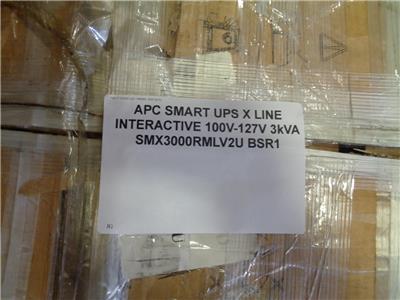 APC SMART UPS X LINE
INTERACTIVE 100V-127V 3kVA
SMX3000RMLV2U BSR1